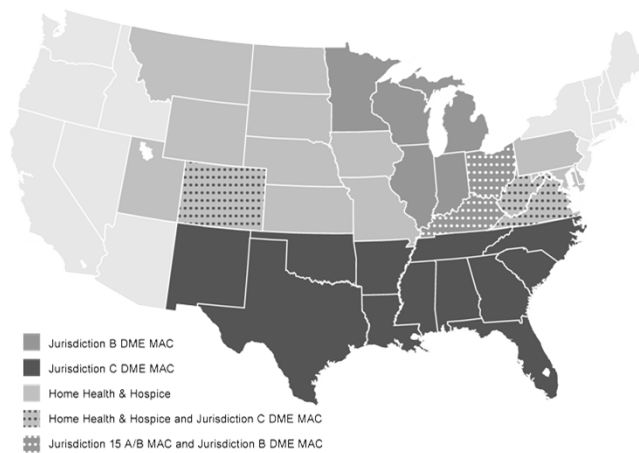 Jurisdiction B DME MAC
Jurisdiction C DME MAC
Home Health & Hospice
Home Health & Hospice and Jurisdiction C DME MAC
Jurisdiction 15 A/B MAC and Jurisdiction B DME MAC